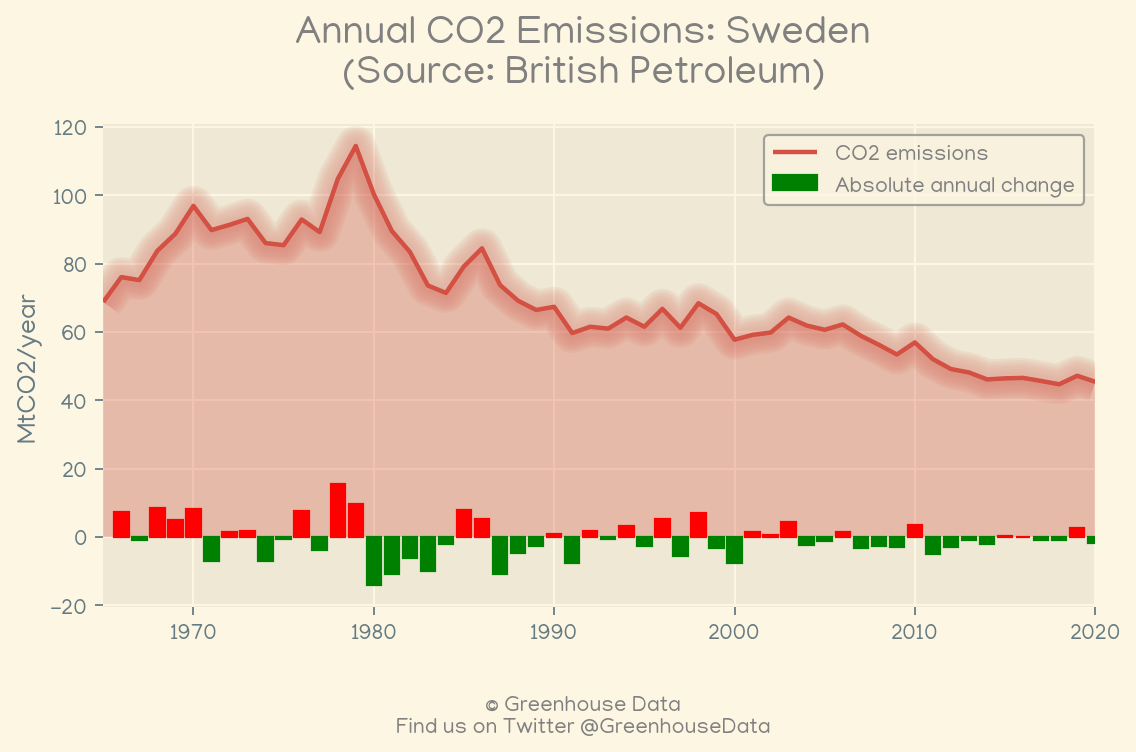 Annual CO2 Emissions: Sweden
(Source: British Petroleum)
CO2 emissions
Absolute annual change
MtCO2/year
120
100
80
60
40
20
0
−20
1970
1980
1990
2000
2010
2020
© Greenhouse Data
Find us on Twitter @GreenhouseData